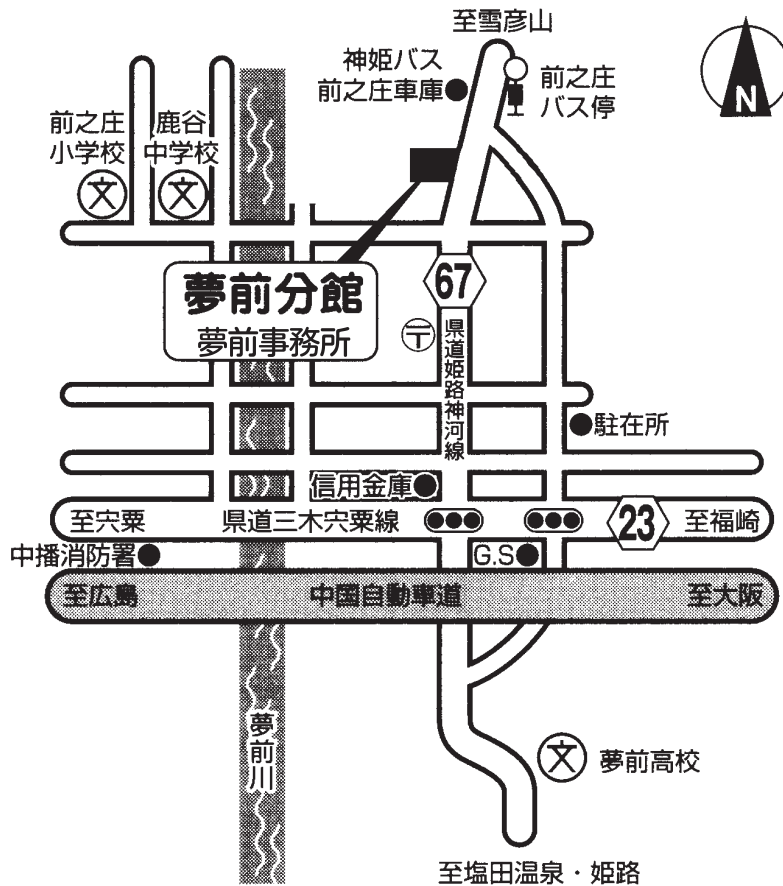 至雪彦山
神姫バス
前之庄車庫
前之庄
バス停
N
前之庄
小学校
鹿谷
中学校
文
文
夢前分館
夢前事務所
67
〒
県道姫路神河線
駐在所
信用金庫
至宍粟
県道三木宍粟線
23
至福崎
中播消防署
G.S
至広島
中国自動車道
至大阪
夢前川
文
夢前高校
至塩田温泉・姫路